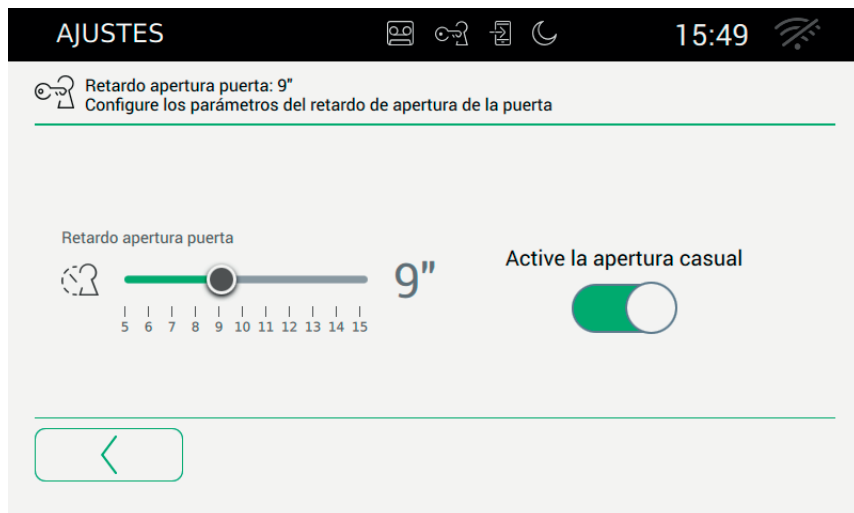 AJUSTES 15:49
Retardo apertura puerta: 9"
Configure los parámetros del retardo de apertura de la puerta
Retardo apertura puerta
9"
5 6 7 8 9 10 11 12 13 14 15
Active la apertura casual